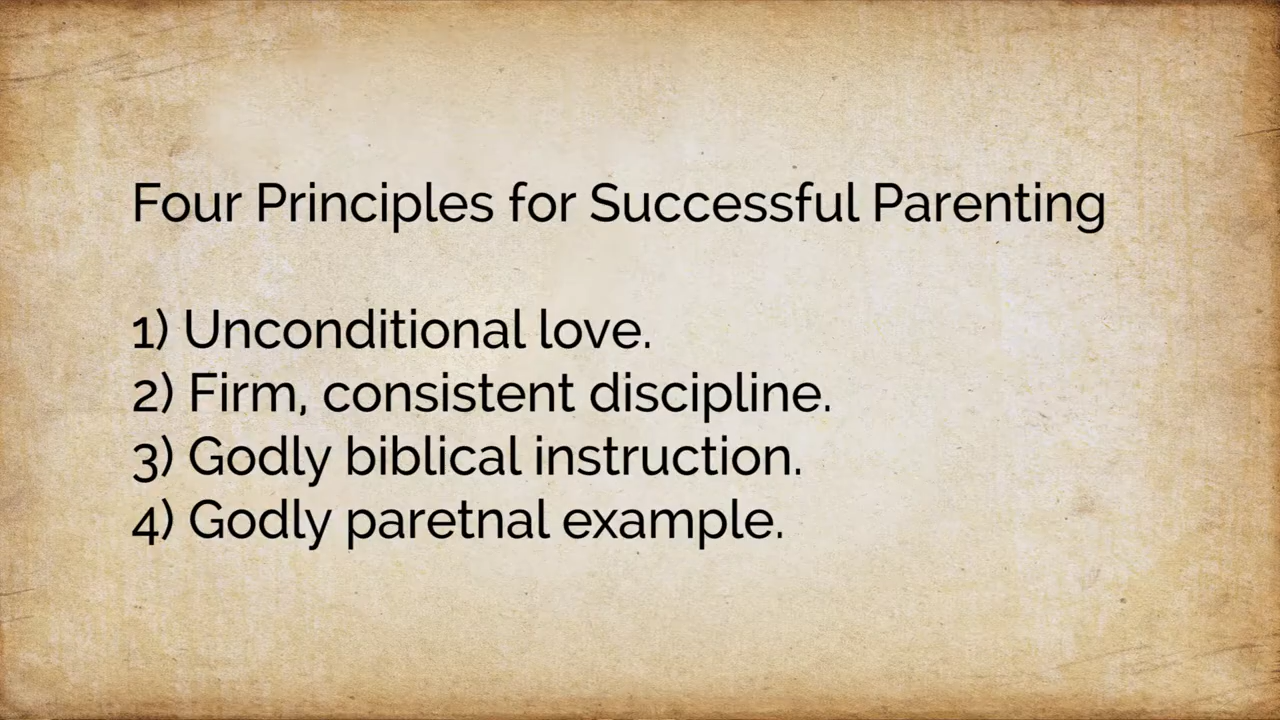 Four Principles for Successful Parenting
1) Unconditional love.
2) Firm, consistent discipline.
3) Godly biblical instruction.
4) Godly paretnal example.